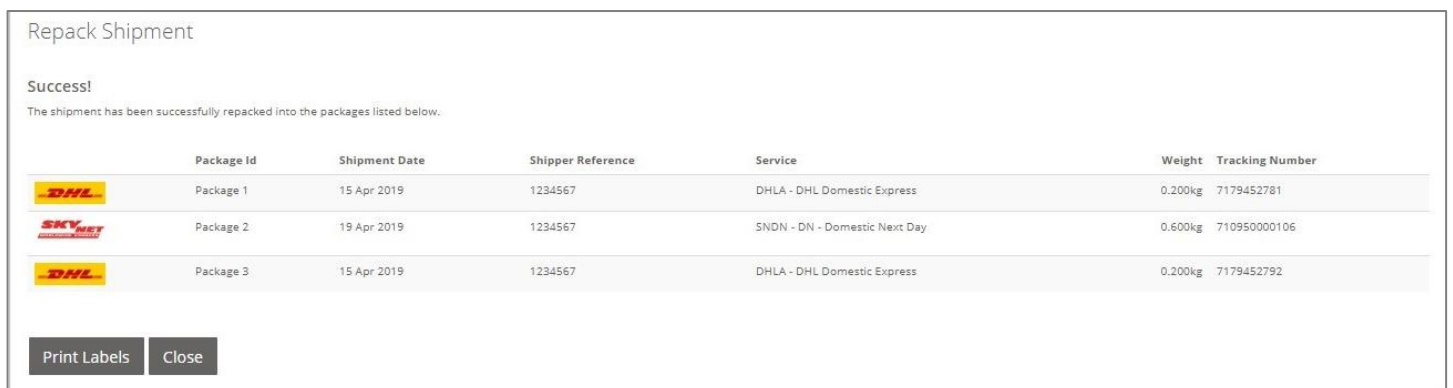 Repack Shipment
Success!
The shipment has been successfully repacked into the packages listed below.
Package Id Shipment Date Shipper Reference Service Weight Tracking Number
DHL Package 1 15 Apr 2019 1234567 DHLA - DHL Domestic Express 0.200kg 7179452781
SKYNET Package 2 19 Apr 2019 1234567 SNDN - DN - Domestic Next Day 0.600kg 710950000106
WORLDWIDE EXPRESS
DHL Package 3 15 Apr 2019 1234567 DHLA - DHL Domestic Express 0.200kg 7179452792
Print Labels Close